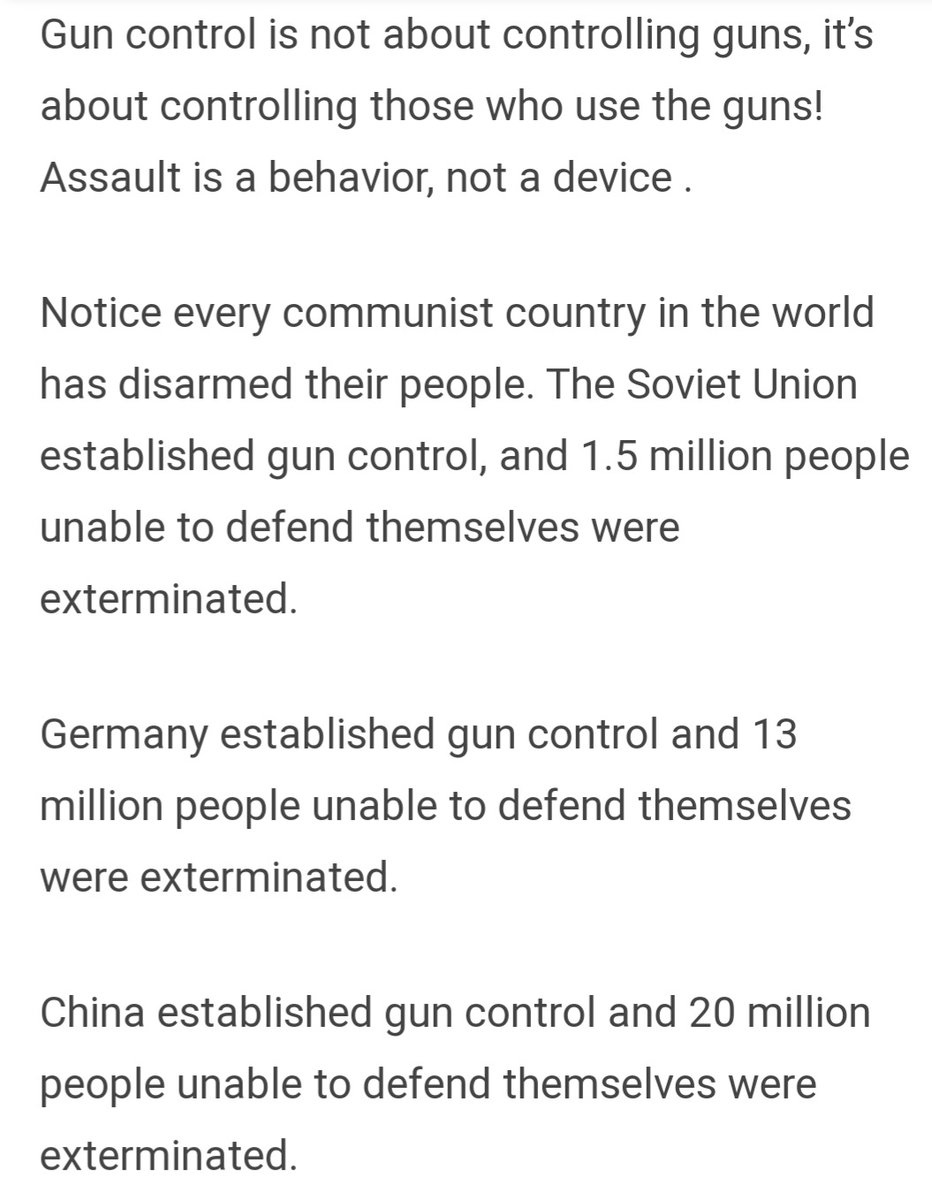 Gun control is not about controlling guns, it’s
about controlling those who use the guns!
Assault is a behavior, not a device .
Notice every communist country in the world
has disarmed their people. The Soviet Union
established gun control, and 1.5 million people
unable to defend themselves were
exterminated.
Germany established gun control and 13
million people unable to defend themselves
were exterminated.
China established gun control and 20 million
people unable to defend themselves were
exterminated.